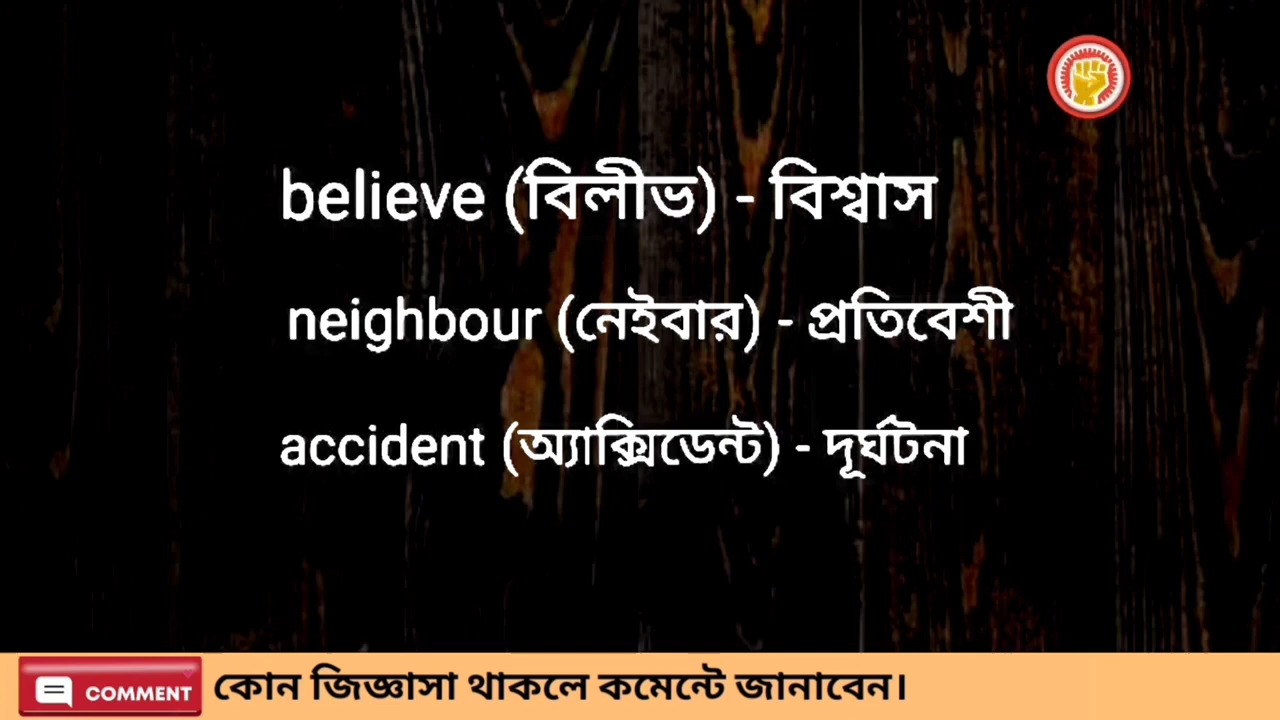 believe (বিলীভ) - বিশ্বাস
neighbour (নেইবার) - প্রতিবেশী
accident (অ্যাক্সিডেন্ট) - দূর্ঘটনা
COMMENT কোন জিজ্ঞাসা থাকলে কমেন্টে জানাবেন।